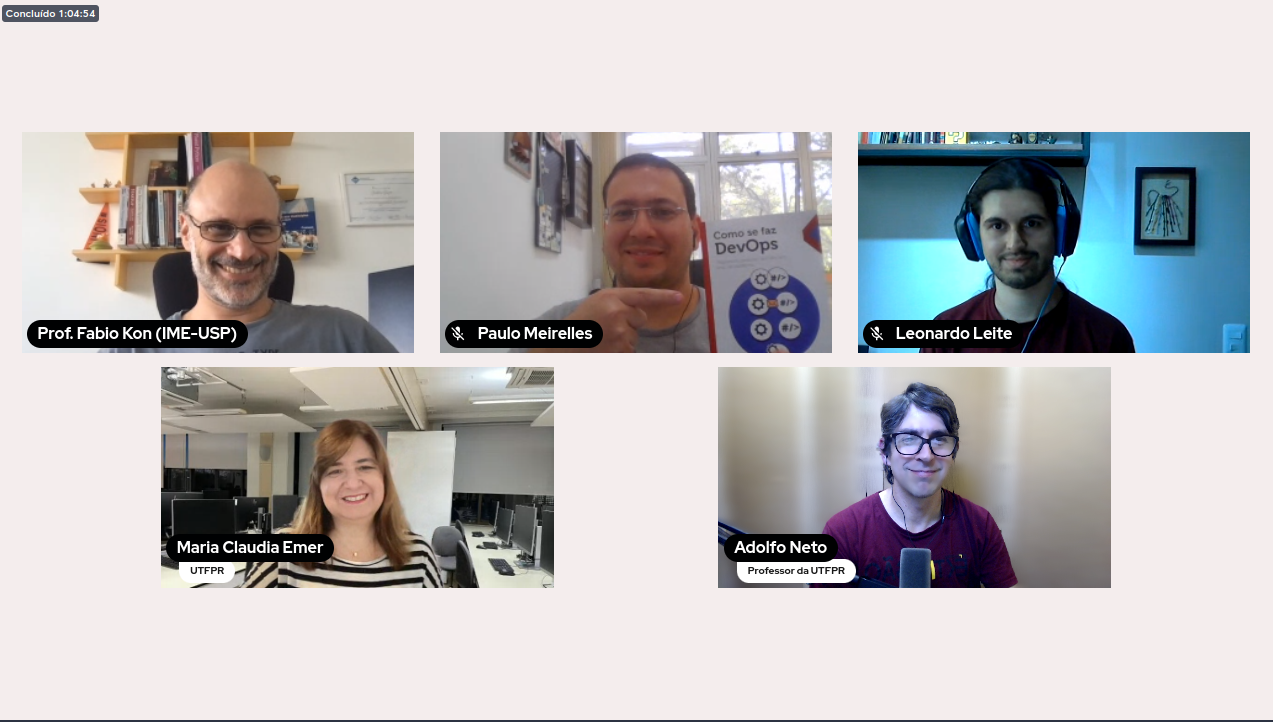 Concluído 1:04:54
Prof. Fabio Kon (IME-USP)
Como se faz
DevOps
#/>
#/>
#/>
Paulo Meirelles
Leonardo Leite
Maria Claudia Emer
UTFPR
Adolfo Neto
Professor da UTFPR